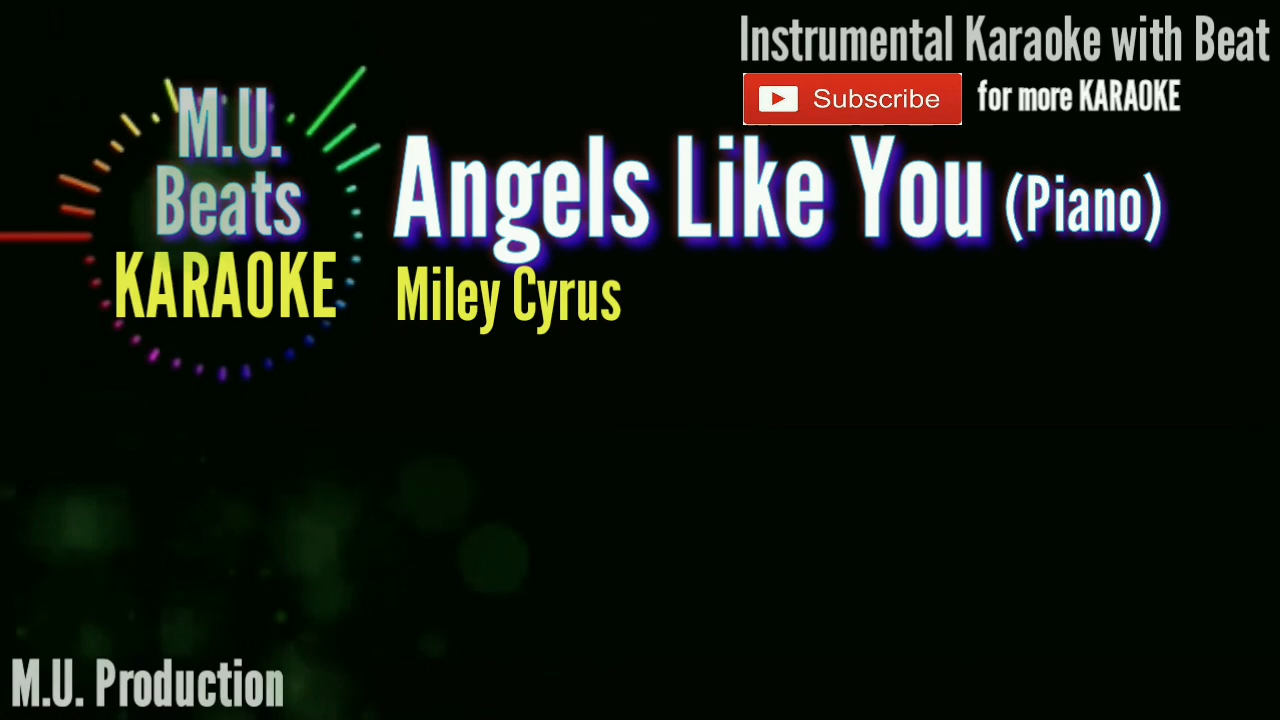 Instrumental Karaoke with Beat
Subscribe for more KARAOKE
M.U.
Beats
KARAOKE
Angels Like You (Piano)
Miley Cyrus
M.U. Production